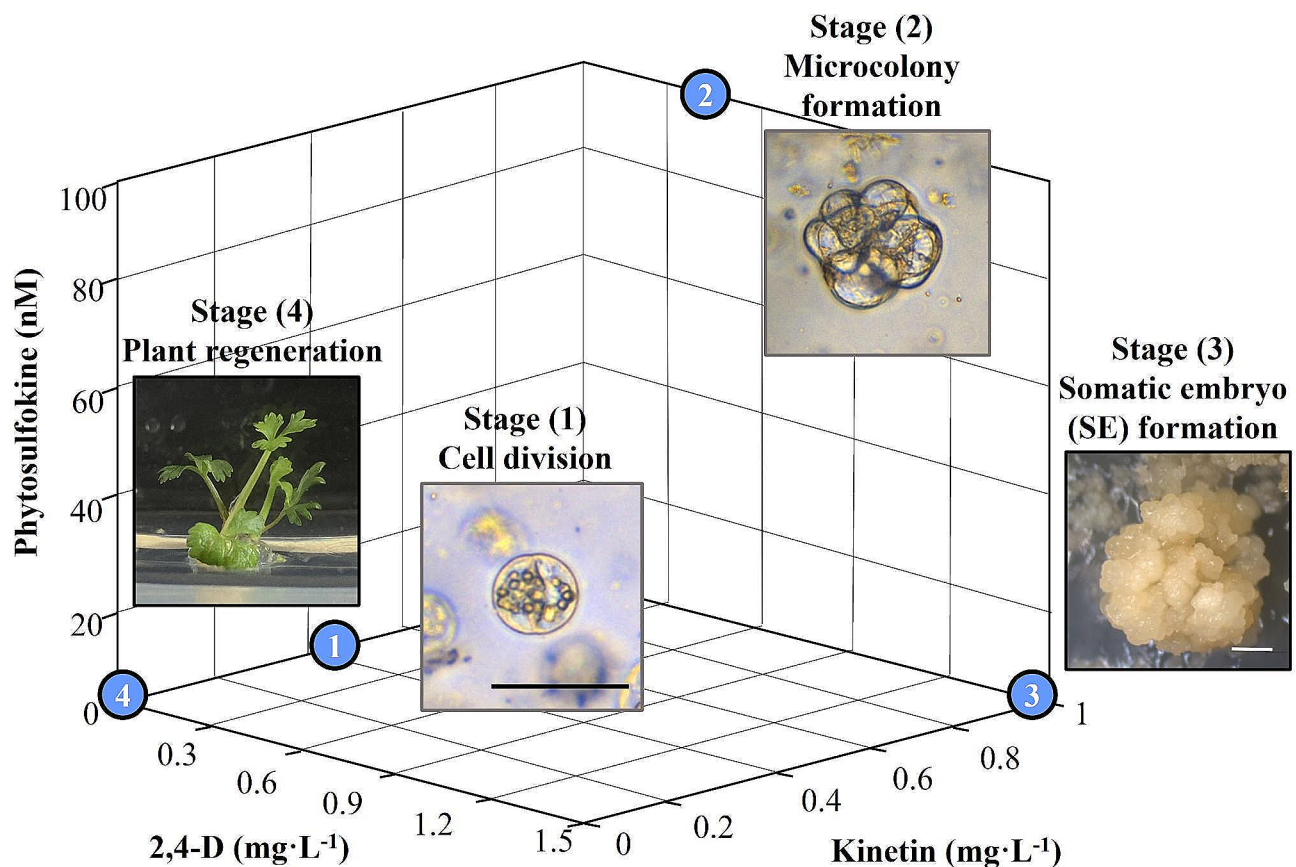 Stage (2)
Microcolony
formation
2
100
80
60
40
20
0
Phytosulfokine (nM)
Stage (4)
Plant regeneration
Stage (1)
Cell division
Stage (3)
Somatic embryo
(SE) formation
1
4
3
0.3
0.6
0.9
1.2
1.5
2,4-D (mg·L⁻¹)
0
0.2
0.4
0.6
0.8
1
Kinetin (mg·L⁻¹)